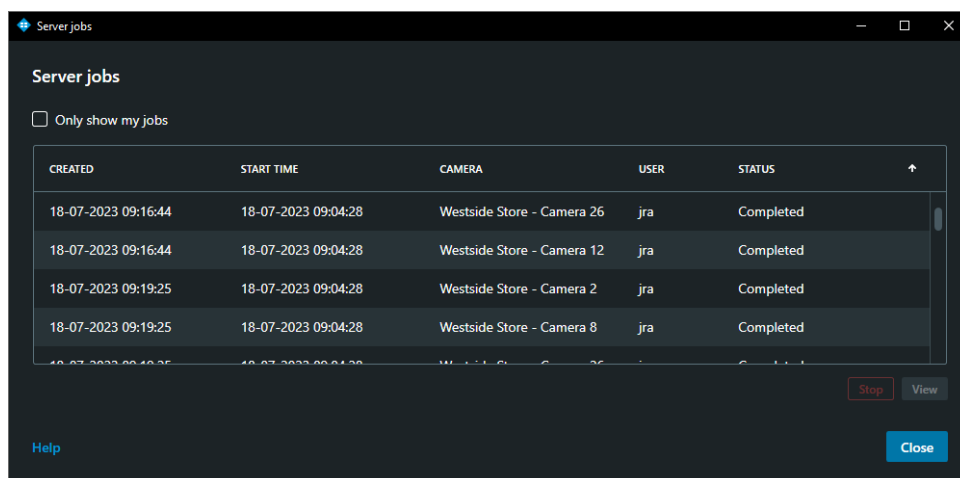 Server jobs
Server jobs
Only show my jobs
CREATED START TIME CAMERA USER STATUS
18-07-2023 09:16:44 18-07-2023 09:04:28 Westside Store - Camera 26 jra Completed
18-07-2023 09:16:44 18-07-2023 09:04:28 Westside Store - Camera 12 jra Completed
18-07-2023 09:19:25 18-07-2023 09:04:28 Westside Store - Camera 2 jra Completed
18-07-2023 09:19:25 18-07-2023 09:04:28 Westside Store - Camera 8 jra Completed
Stop View
Help Close